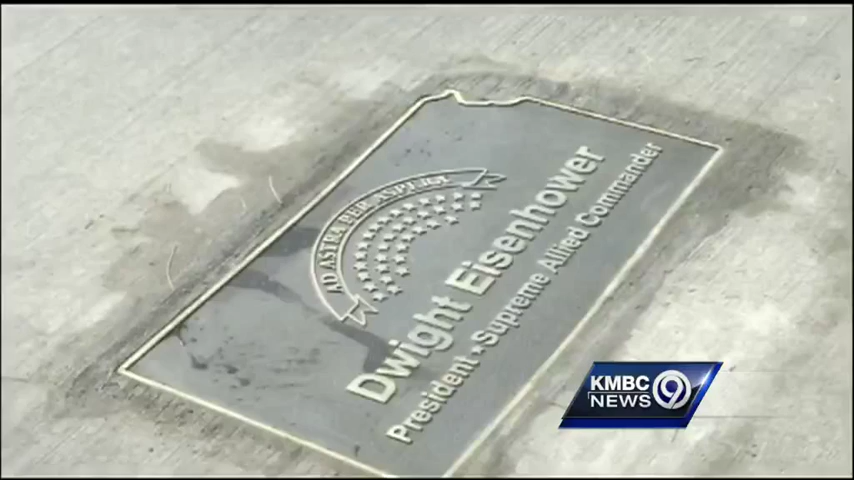 AD ASTRA PER ASPERA
Dwight Eisenhower
President • Supreme Allied Commander
KMBC 9
NEWS